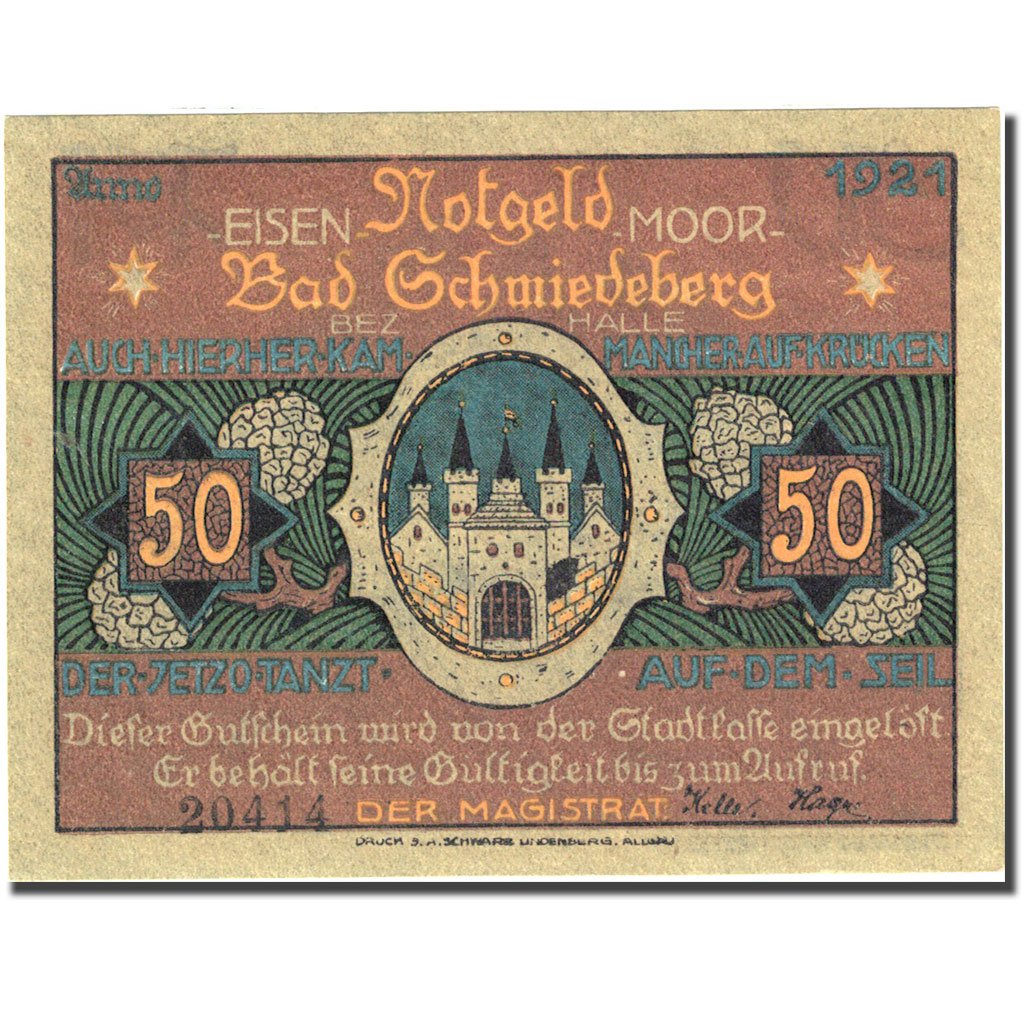 Anno 1921
Notgeld
-EISEN- -MOOR-
Bad Schmiedeberg
BEZ HALLE
AUCH·HIERHER·KAM· MANCHER·AUF·KRÜCKEN
50 50
DER·JETZO·TANZT· ·AUF·DEM·SEIL
Dieser Gutschein wird von der Stadtkasse eingelöst.
Er behält seine Gültigkeit bis zum Aufruf.
20414 DER MAGISTRAT
DRUCK J. A. SCHWARZ LINDENBERG, ALLGÄU